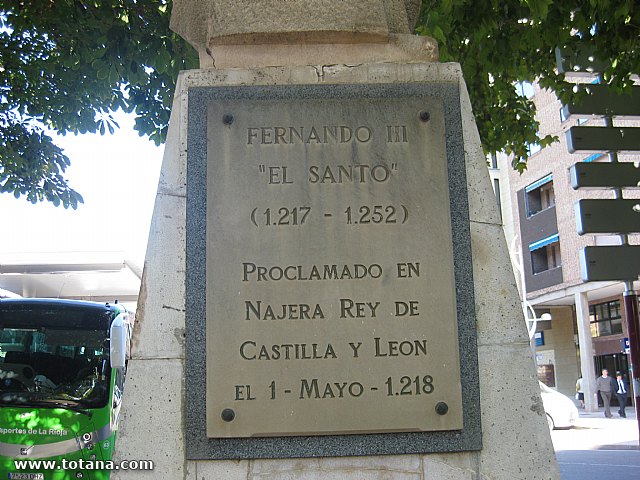 FERNANDO III
"EL SANTO"
(1.217 - 1.252)
PROCLAMADO EN
NAJERA REY DE
CASTILLA Y LEON
EL 1 - MAYO - 1.218
Transportes de La Rioja
www.totana.com